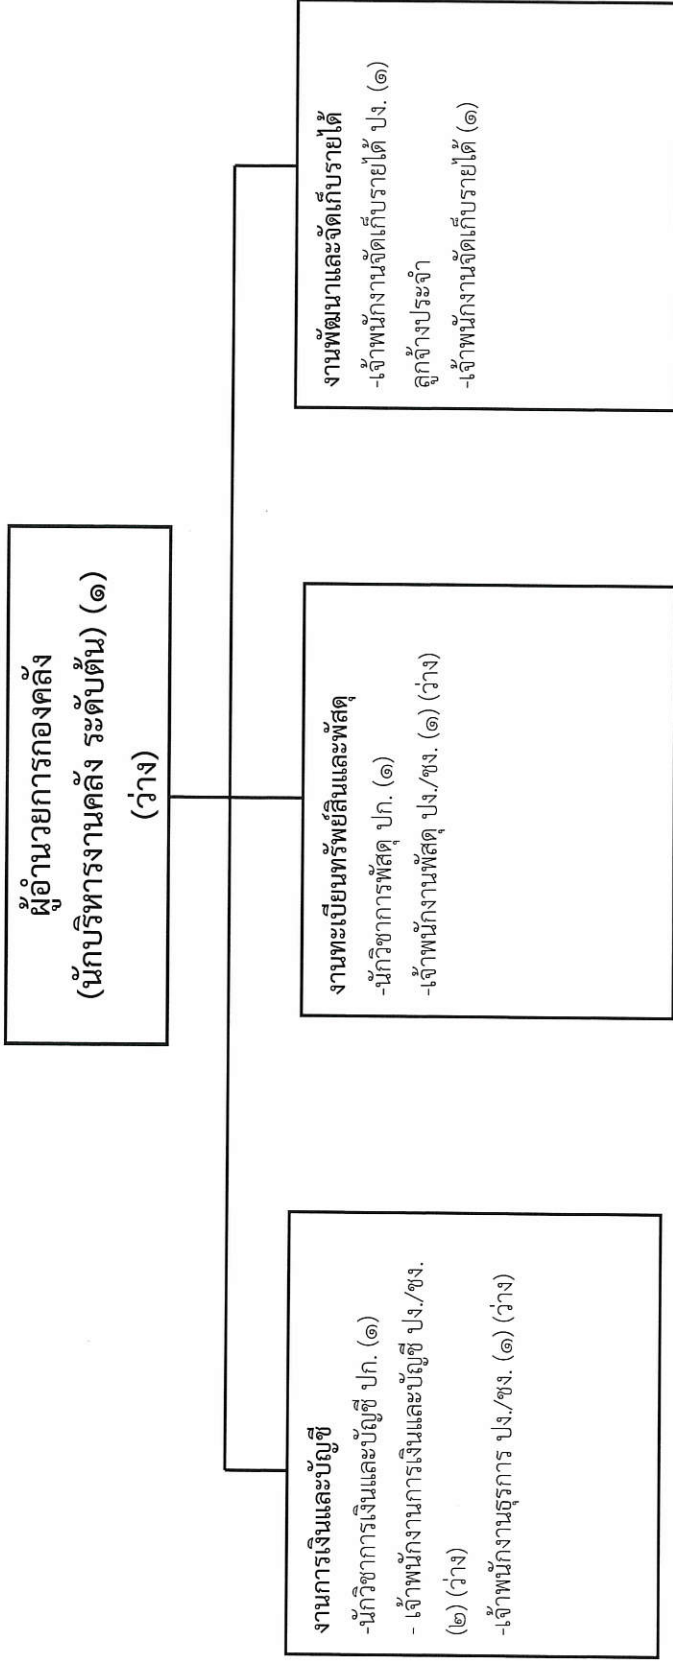 ผู้อำนวยการกองคลัง
(นักบริหารงานคลัง ระดับต้น) (๑)
(ว่าง)
งานการเงินและบัญชี
-นักวิชาการเงินและบัญชี ปก. (๑)
- เจ้าพนักงานการเงินและบัญชี ปง./ชง.
(๒) (ว่าง)
-เจ้าพนักงานธุรการ ปง./ชง. (๑) (ว่าง)
งานทะเบียนทรัพย์สินและพัสดุ
-นักวิชาการพัสดุ ปก. (๑)
-เจ้าพนักงานพัสดุ ปง./ชง. (๑) (ว่าง)
งานพัฒนาและจัดเก็บรายได้
-เจ้าพนักงานจัดเก็บรายได้ ปง. (๑)
ลูกจ้างประจำ
-เจ้าพนักงานจัดเก็บรายได้ (๑)